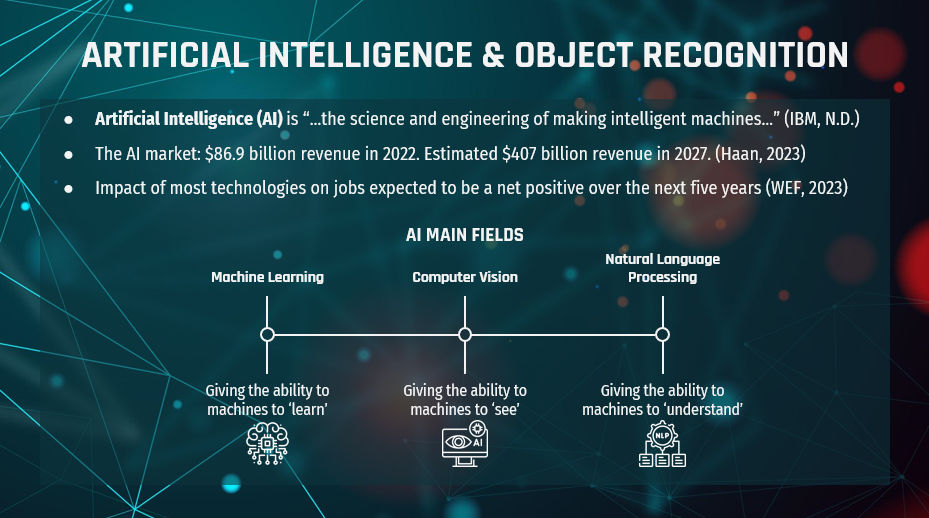 ARTIFICIAL INTELLIGENCE & OBJECT RECOGNITION
● Artificial Intelligence (AI) is “...the science and engineering of making intelligent machines...” (IBM, N.D.)
● The AI market: $86.9 billion revenue in 2022. Estimated $407 billion revenue in 2027. (Haan, 2023)
● Impact of most technologies on jobs expected to be a net positive over the next five years (WEF, 2023)
AI MAIN FIELDS
Machine Learning
Computer Vision
Natural Language
Processing
Giving the ability to
machines to ‘learn’
Giving the ability to
machines to ‘see’
Giving the ability to
machines to ‘understand’
AI
NLP